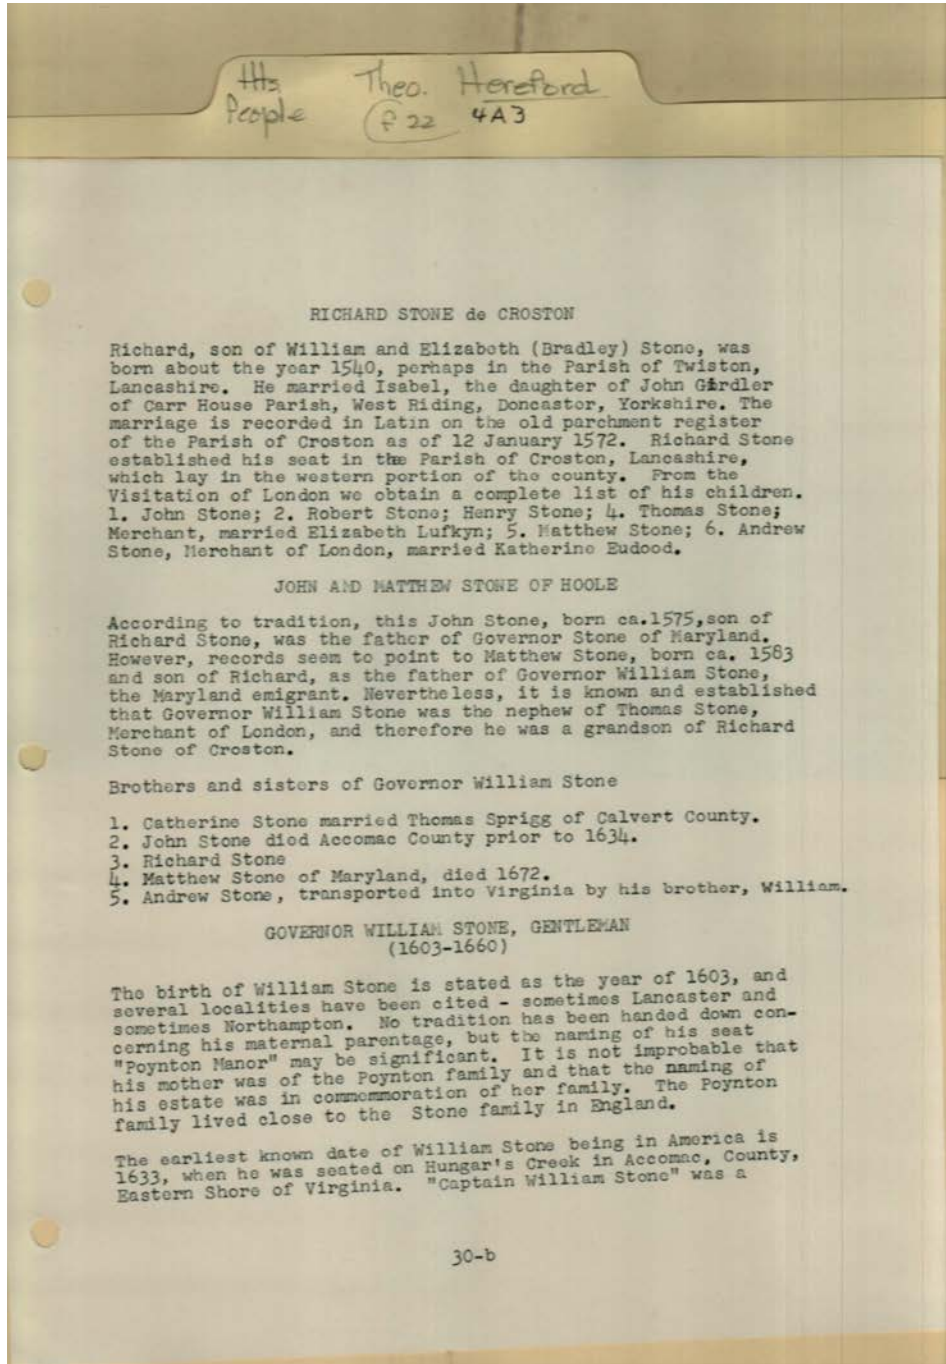 Hts Theo. Hereford
People f 22 4A3
RICHARD STONE de CROSTON
Richard, son of William and Elizabeth (Bradley) Stone, was
born about the year 1540, perhaps in the Parish of Twiston,
Lancashire. He married Isabel, the daughter of John Girdler
of Carr House Parish, West Riding, Doncaster, Yorkshire. The
marriage is recorded in Latin on the old parchment register
of the Parish of Croston as of 12 January 1572. Richard Stone
established his seat in the Parish of Croston, Lancashire,
which lay in the western portion of the county. From the
Visitation of London we obtain a complete list of his children.
1. John Stone; 2. Robert Stone; Henry Stone; 4. Thomas Stone;
Merchant, married Elizabeth Lufkyn; 5. Matthew Stone; 6. Andrew
Stone, Merchant of London, married Katherine Eudood.
JOHN AND MATTHEW STONE OF HOOLE
According to tradition, this John Stone, born ca.1575,son of
Richard Stone, was the father of Governor Stone of Maryland.
However, records seem to point to Matthew Stone, born ca. 1583
and son of Richard, as the father of Governor William Stone,
the Maryland emigrant. Nevertheless, it is known and established
that Governor William Stone was the nephew of Thomas Stone,
Merchant of London, and therefore he was a grandson of Richard
Stone of Croston.
Brothers and sisters of Governor William Stone
1. Catherine Stone married Thomas Sprigg of Calvert County.
2. John Stone died Accomac County prior to 1634.
3. Richard Stone
4. Matthew Stone of Maryland, died 1672.
5. Andrew Stone, transported into Virginia by his brother, William.
GOVERNOR WILLIAM STONE, GENTLEMAN
(1603-1660)
The birth of William Stone is stated as the year of 1603, and
several localities have been cited - sometimes Lancaster and
sometimes Northampton. No tradition has been handed down con-
cerning his maternal parentage, but the naming of his seat
"Poynton Manor" may be significant. It is not improbable that
his mother was of the Poynton family and that the naming of
his estate was in commemmoration of her family. The Poynton
family lived close to the Stone family in England.
The earliest known date of William Stone being in America is
1633, when he was seated on Hungar's Creek in Accomac, County,
Eastern Shore of Virginia. "Captain William Stone" was a
30-b